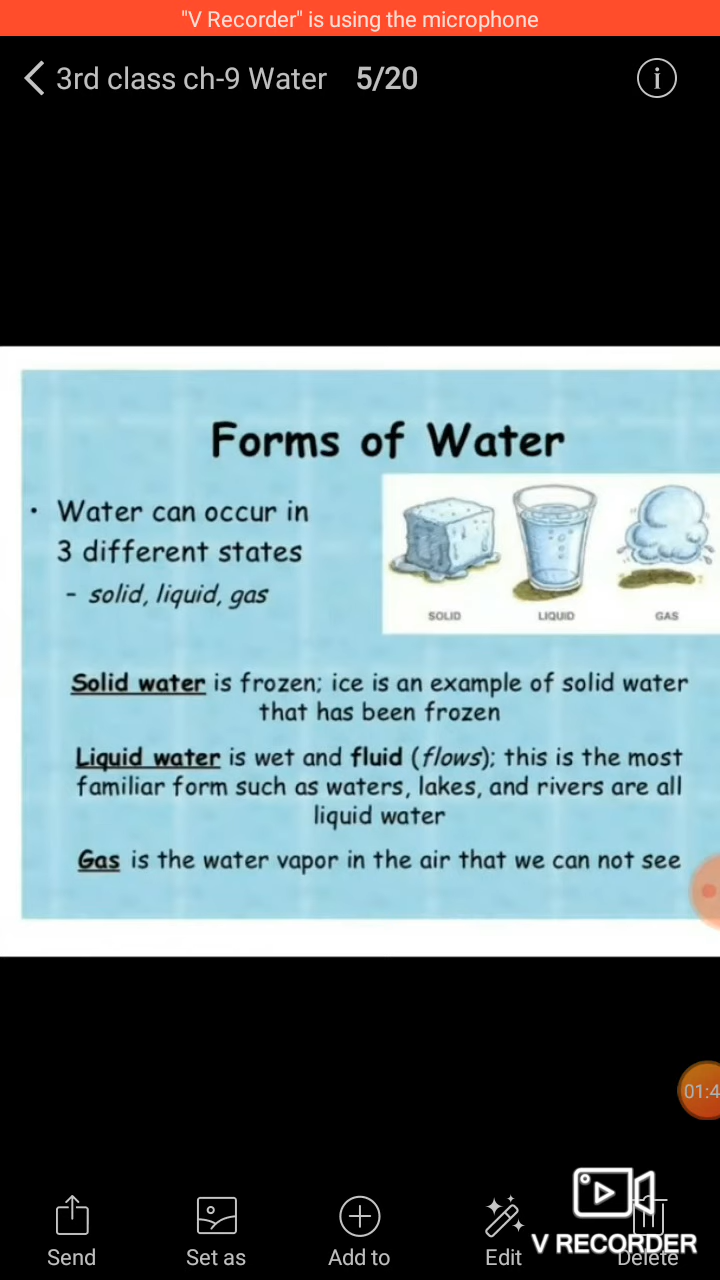 "V Recorder" is using the microphone
3rd class ch-9 Water 5/20
Forms of Water
• Water can occur in
3 different states
- solid, liquid, gas
SOLID LIQUID GAS
Solid water is frozen; ice is an example of solid water
that has been frozen
Liquid water is wet and fluid (flows); this is the most
familiar form such as waters, lakes, and rivers are all
liquid water
Gas is the water vapor in the air that we can not see
01:4
V RECORDER
Send Set as Add to Edit Delete